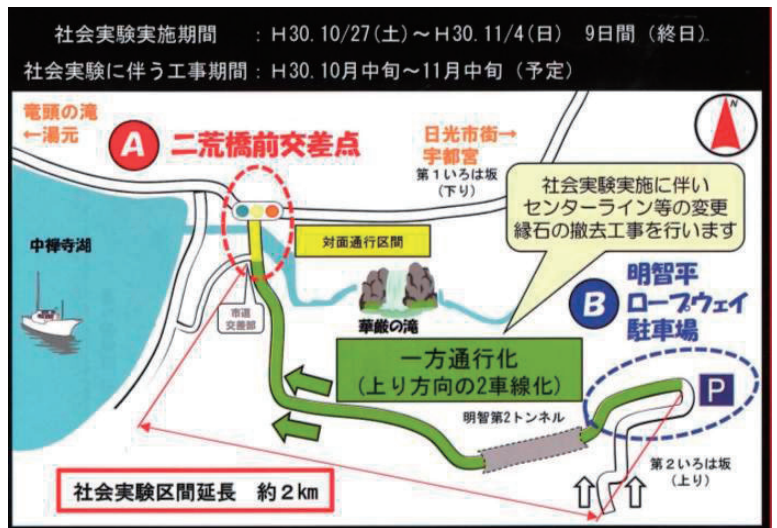 社会実験実施期間 : H30.10/27(土)～H30.11/4(日) 9日間(終日)
社会実験に伴う工事期間：H30.10月中旬～11月中旬(予定)
竜頭の滝
←湯元
A 二荒橋前交差点
日光市街→
宇都宮
第1いろは坂
(下り)
N
社会実験実施に伴い
センターライン等の変更
縁石の撤去工事を行います
対面通行区間
中禅寺湖
市道
交差部
華厳の滝
B 明智平
ロープウェイ
駐車場
一方通行化
(上り方向の2車線化)
P
明智第2トンネル
第2いろは坂
(上り)
社会実験区間延長 約2km